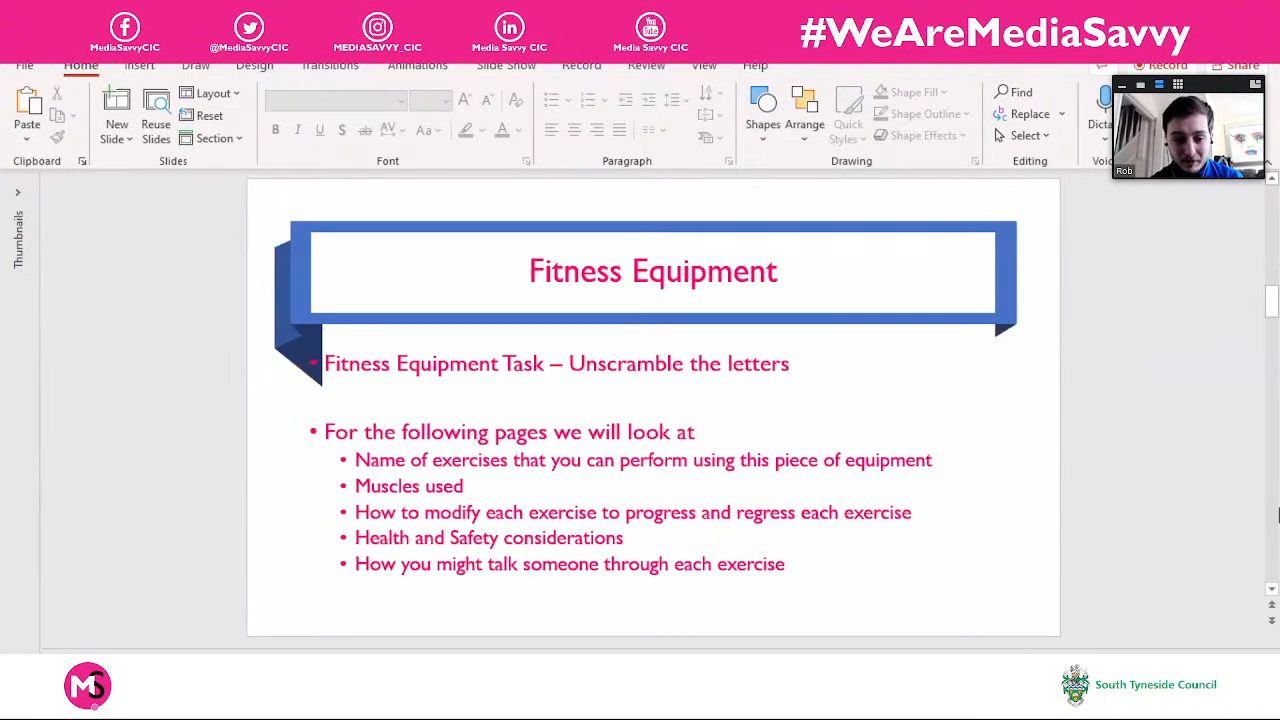 MediaSavvyCIC
@MediaSavvyCIC
MEDIASAVVY_CIC
Media Savvy CIC
You
Tube
Media Savvy CIC
#WeAreMediaSavvy
File Home Insert Draw Design Transitions Animations Slide Show Record Review View Help Record Share
Paste
New
Slide
Reuse
Slides
Layout
Reset
Section
Shapes
Arrange
Quick
Styles
Shape Fill
Shape Outline
Shape Effects
Find
Replace
Select
Clipboard
Slides
Font
Paragraph
Drawing
Editing
Rob
Thumbnails
Fitness Equipment
• Fitness Equipment Task – Unscramble the letters
• For the following pages we will look at
• Name of exercises that you can perform using this piece of equipment
• Muscles used
• How to modify each exercise to progress and regress each exercise
• Health and Safety considerations
• How you might talk someone through each exercise
MS
South Tyneside Council